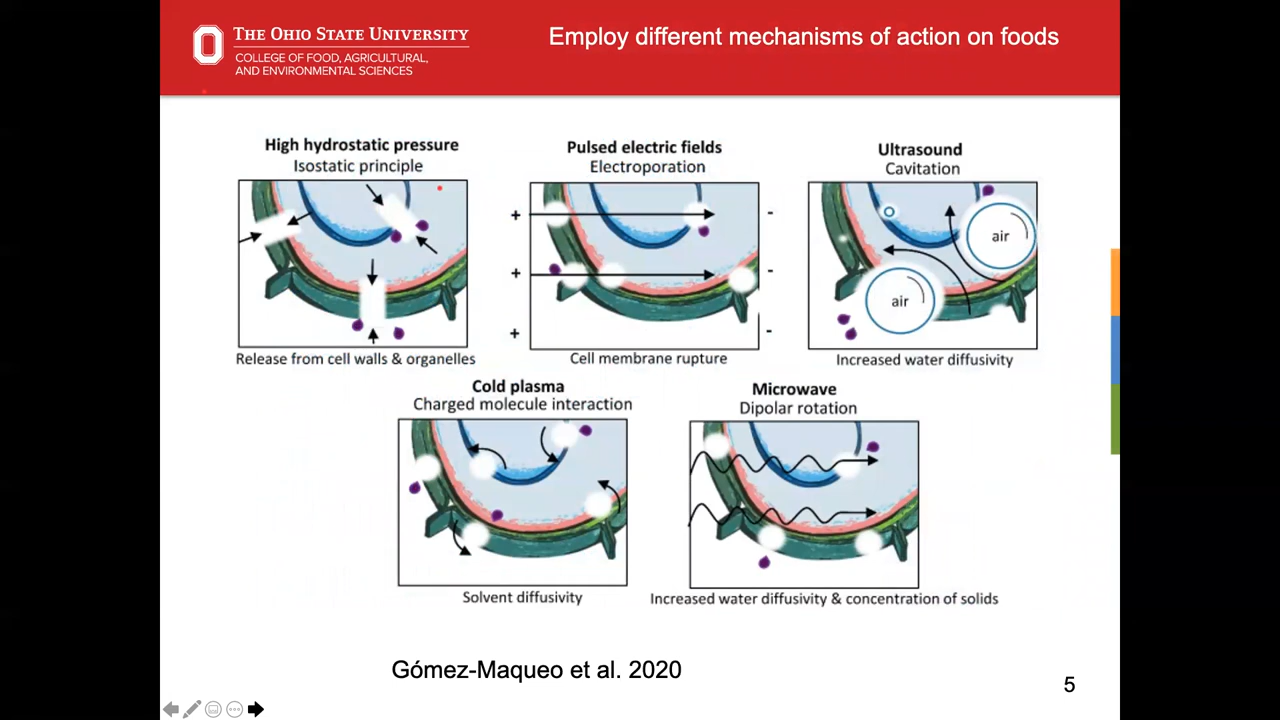 THE OHIO STATE UNIVERSITY
COLLEGE OF FOOD, AGRICULTURAL,
AND ENVIRONMENTAL SCIENCES
Employ different mechanisms of action on foods
High hydrostatic pressure
Isostatic principle
Release from cell walls & organelles
Pulsed electric fields
Electroporation
+ -
+ -
+ -
Cell membrane rupture
Ultrasound
Cavitation
air
air
Increased water diffusivity
Cold plasma
Charged molecule interaction
Solvent diffusivity
Microwave
Dipolar rotation
Increased water diffusivity & concentration of solids
Gómez-Maqueo et al. 2020
5